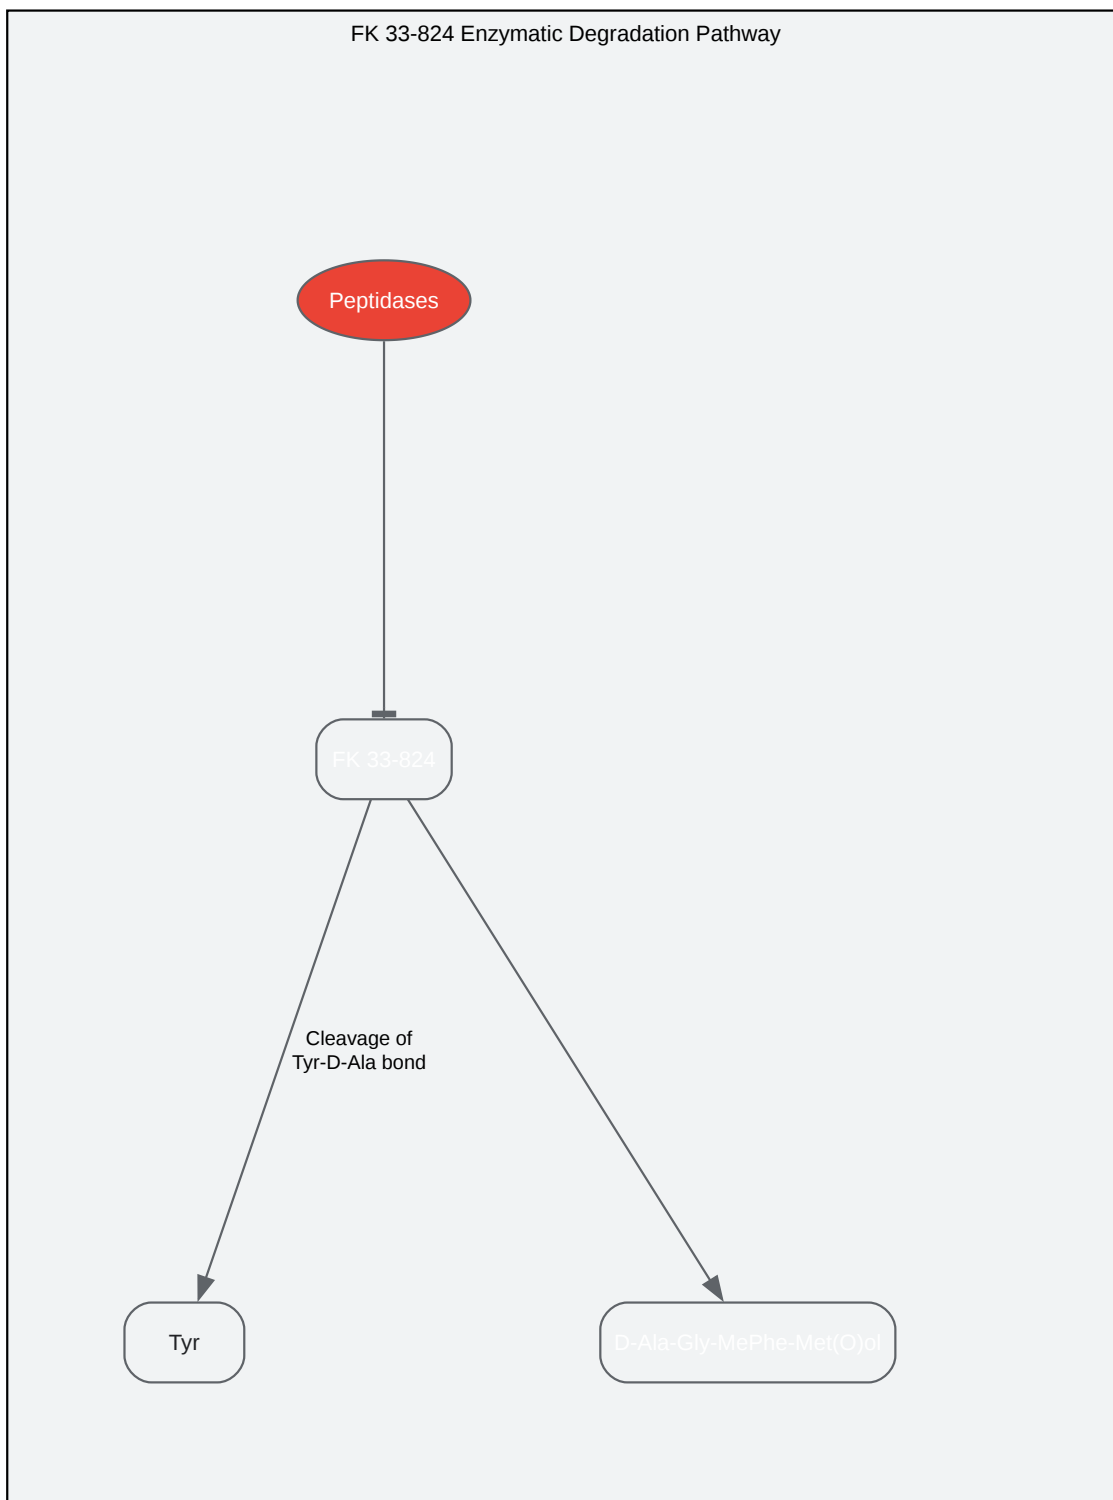 FK 33-824 Enzymatic Degradation Pathway
Peptidases
FK 33-824
Cleavage of
Tyr-D-Ala bond
Tyr
D-Ala-Gly-MePhe-Met(O)ol